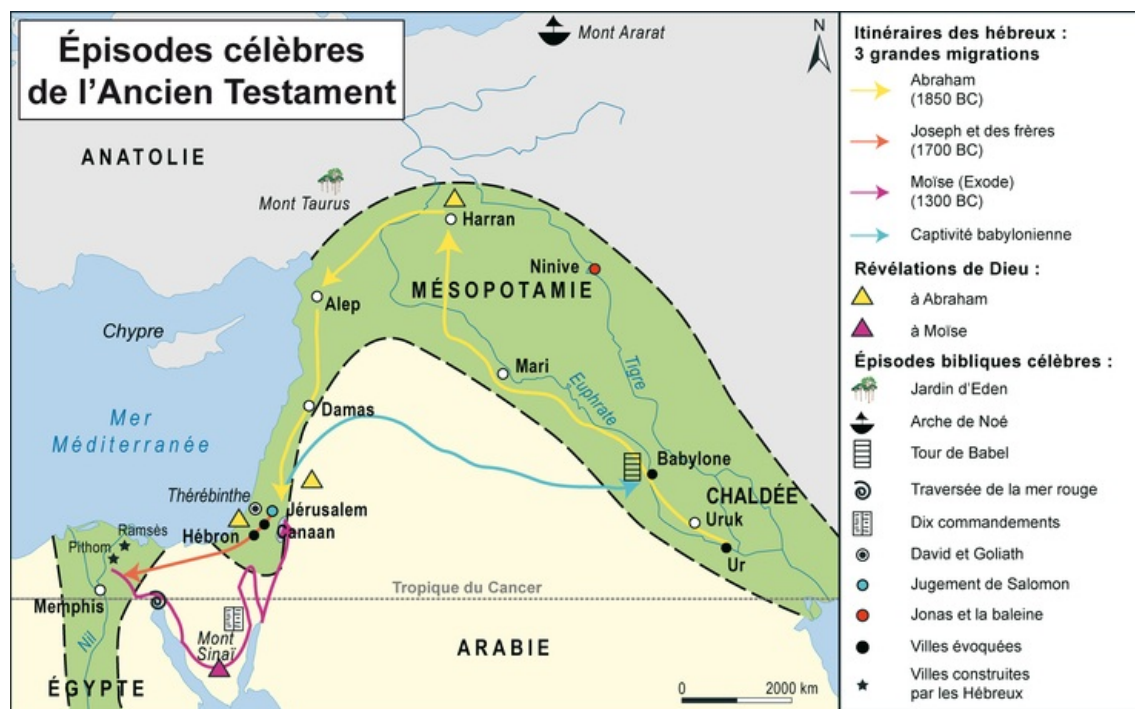 Épisodes célèbres
de l'Ancien Testament
Mont Ararat
N
ANATOLIE
Mont Taurus
Harran
Ninive
MÉSOPOTAMIE
Alep
Chypre
Mari
Euphrate
Tigre
Damas
Mer
Méditerranée
Babylone
Thérébinthe
CHALDÉE
Jérusalem
Uruk
Canaan
Hébron
Ramsès
Pithom
Ur
Tropique du Cancer
Memphis
Nil
Mont
Sinaï
ARABIE
ÉGYPTE
0 2000 km
Itinéraires des hébreux :
3 grandes migrations
Abraham
(1850 BC)
Joseph et des frères
(1700 BC)
Moïse (Exode)
(1300 BC)
Captivité babylonienne
Révélations de Dieu :
à Abraham
à Moïse
Épisodes bibliques célèbres :
Jardin d'Eden
Arche de Noé
Tour de Babel
Traversée de la mer rouge
Dix commandements
David et Goliath
Jugement de Salomon
Jonas et la baleine
Villes évoquées
Villes construites
par les Hébreux